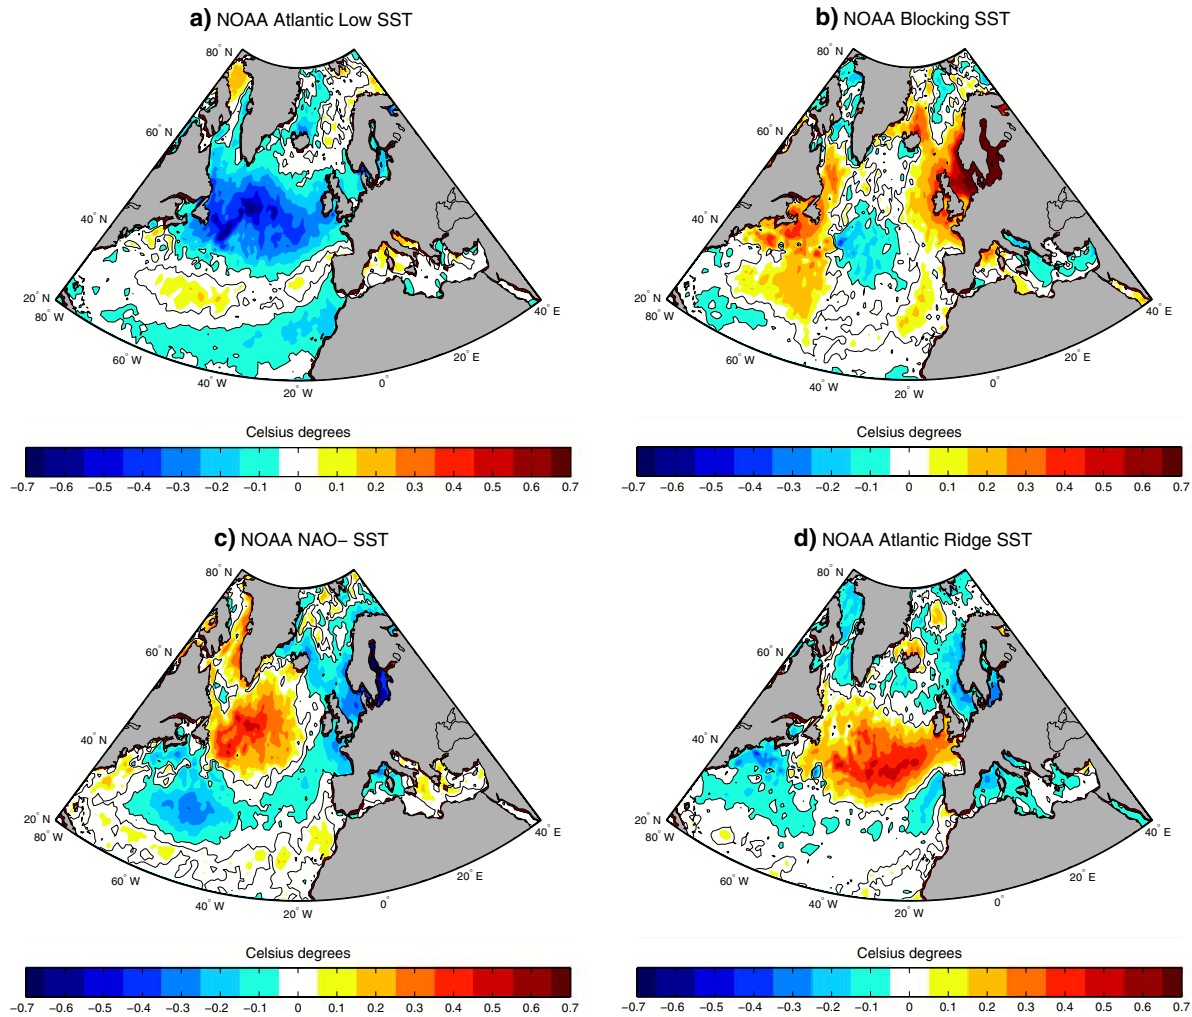 a) NOAA Atlantic Low SST
80° N
60° N
40° N
20° N
80° W
60° W
40° W
20° W
0°
20° E
40° E
Celsius degrees
−0.7 −0.6 −0.5 −0.4 −0.3 −0.2 −0.1 0 0.1 0.2 0.3 0.4 0.5 0.6 0.7
b) NOAA Blocking SST
80° N
60° N
40° N
20° N
80° W
60° W
40° W
20° W
0°
20° E
40° E
Celsius degrees
−0.7 −0.6 −0.5 −0.4 −0.3 −0.2 −0.1 0 0.1 0.2 0.3 0.4 0.5 0.6 0.7
c) NOAA NAO− SST
80° N
60° N
40° N
20° N
80° W
60° W
40° W
20° W
0°
20° E
40° E
Celsius degrees
−0.7 −0.6 −0.5 −0.4 −0.3 −0.2 −0.1 0 0.1 0.2 0.3 0.4 0.5 0.6 0.7
d) NOAA Atlantic Ridge SST
80° N
60° N
40° N
20° N
80° W
60° W
40° W
20° W
0°
20° E
40° E
Celsius degrees
−0.7 −0.6 −0.5 −0.4 −0.3 −0.2 −0.1 0 0.1 0.2 0.3 0.4 0.5 0.6 0.7